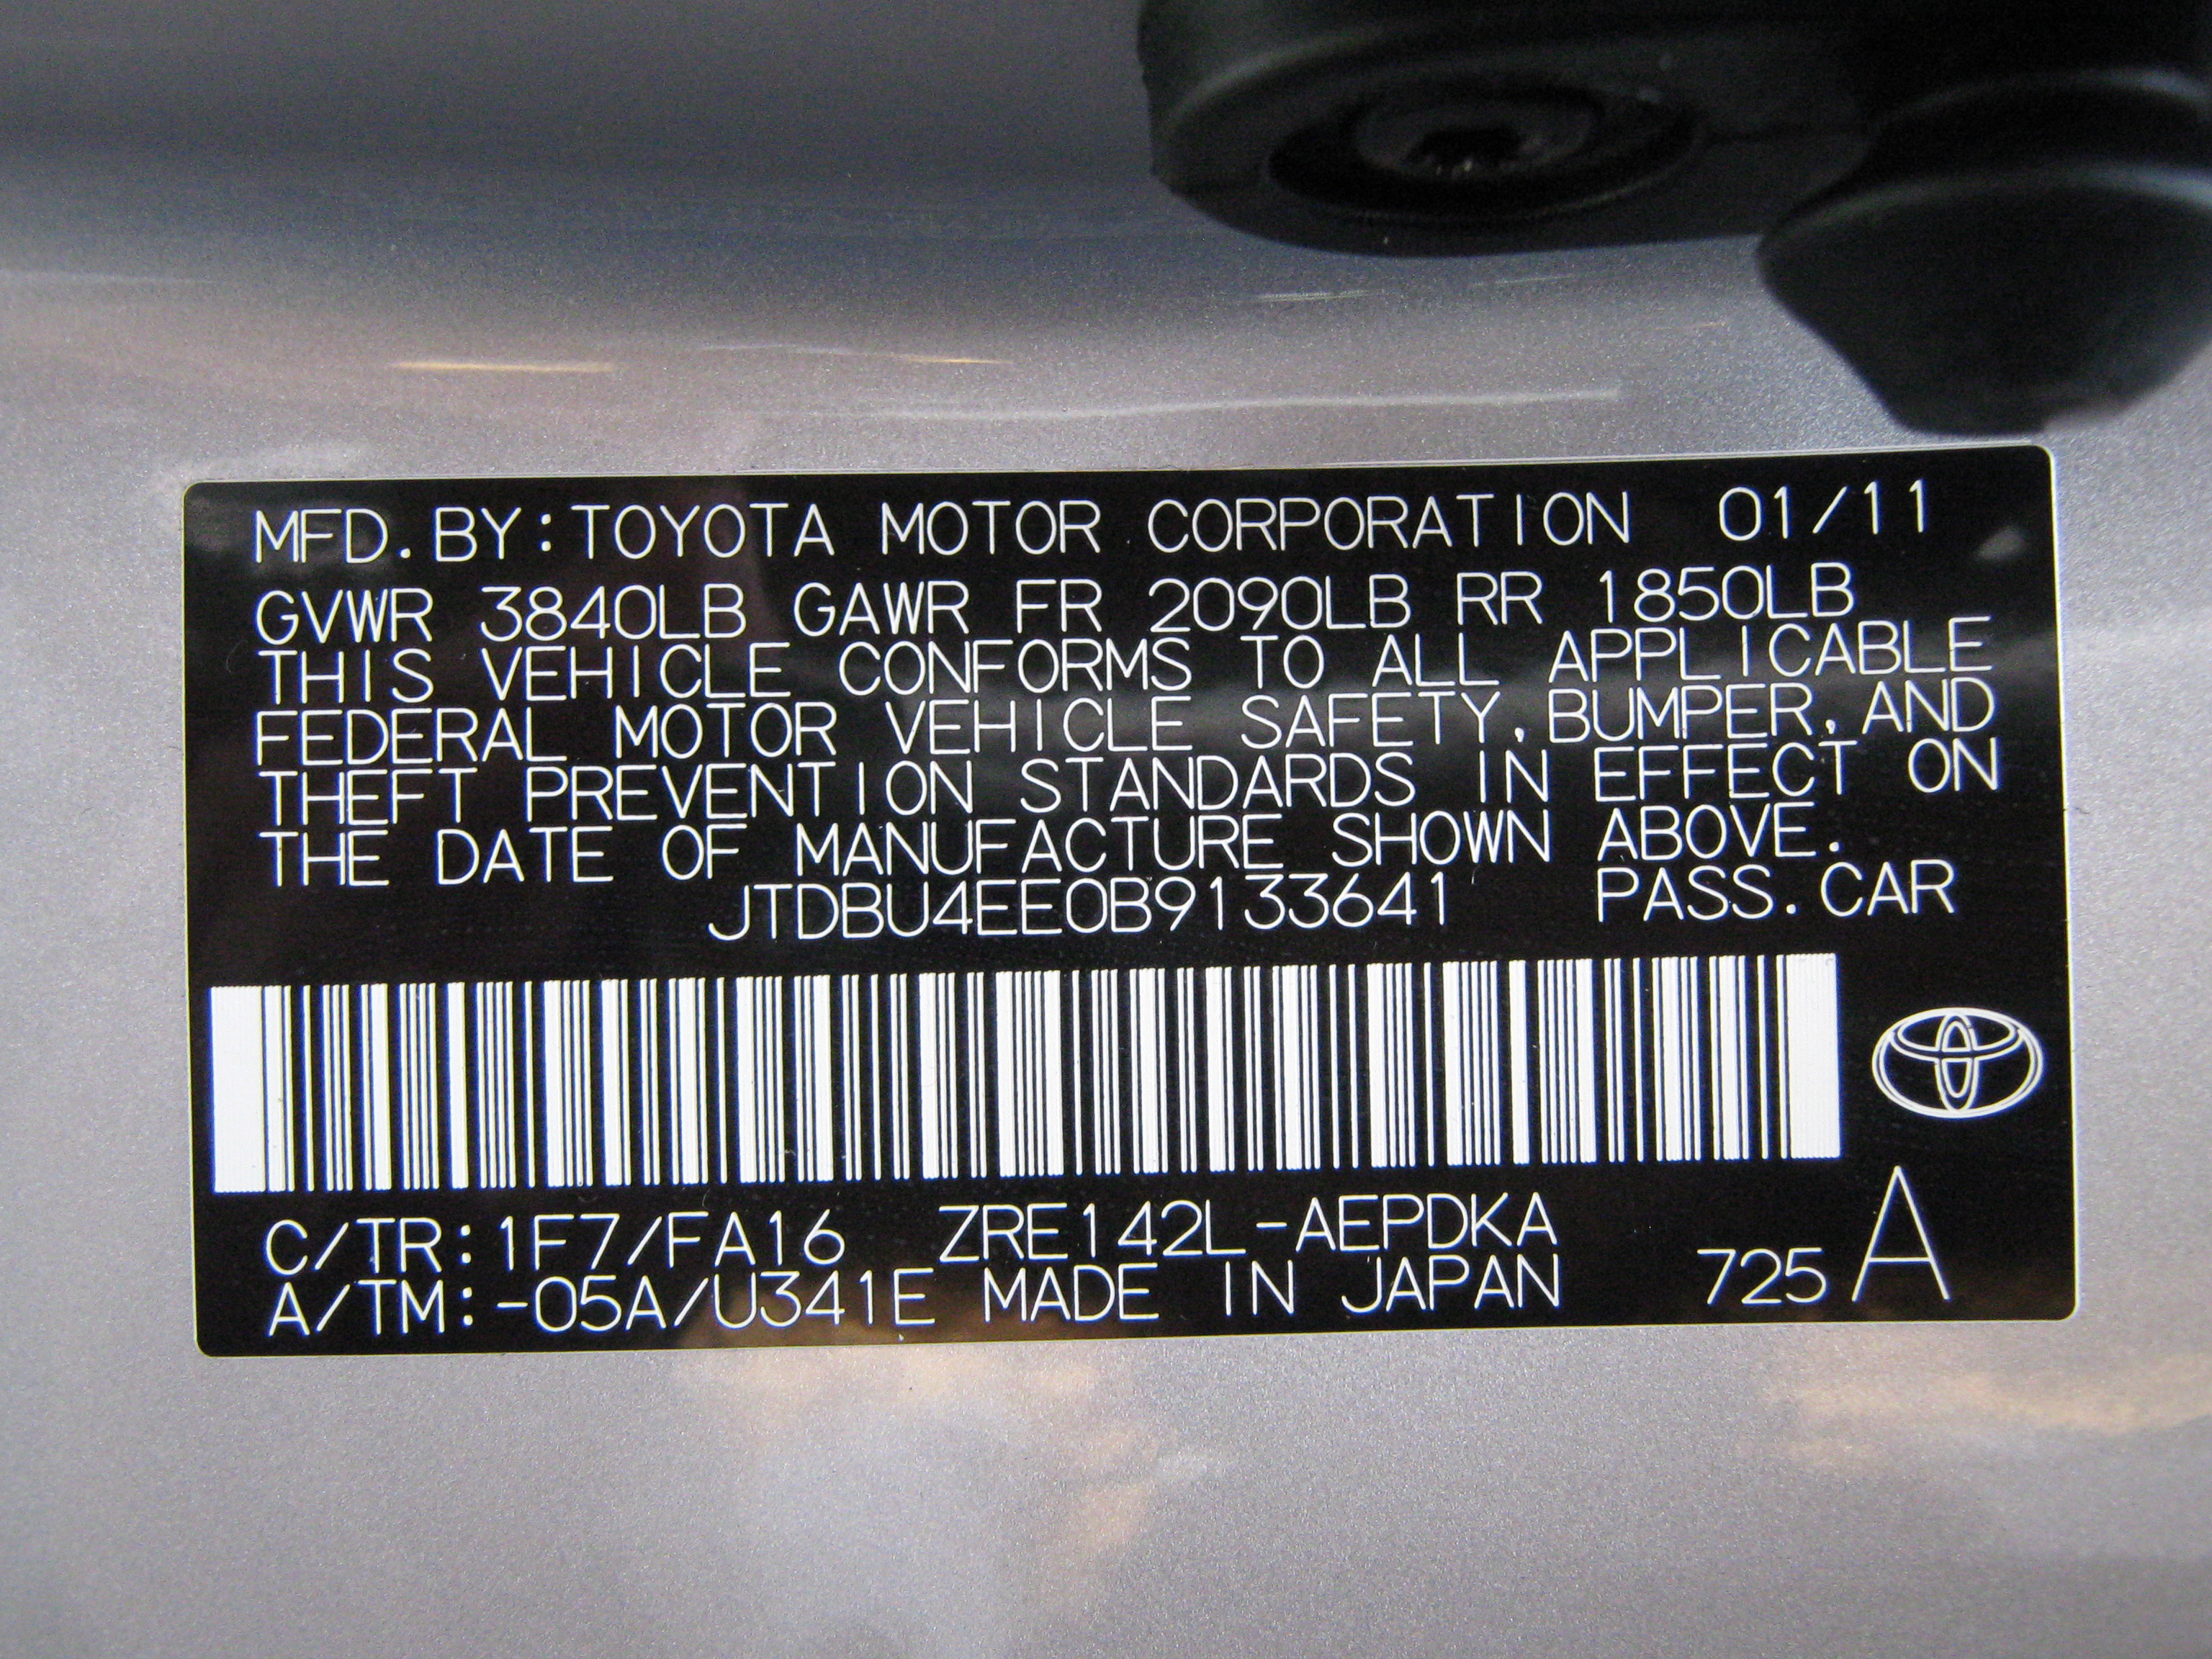 MFD. BY: TOYOTA MOTOR CORPORATION 01/11
GVWR 3840LB GAWR FR 2090LB RR 1850LB
THIS VEHICLE CONFORMS TO ALL APPLICABLE
FEDERAL MOTOR VEHICLE SAFETY, BUMPER, AND
THEFT PREVENTION STANDARDS IN EFFECT ON
THE DATE OF MANUFACTURE SHOWN ABOVE.
JTDBU4EE0B9133641 PASS. CAR
C/TR: 1F7/FA16 ZRE142L-AEPDKA
A/TM: -05A/U341E MADE IN JAPAN 725 A